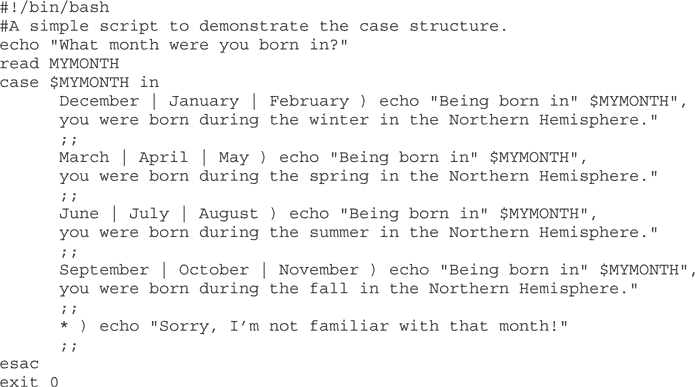 #!/bin/bash
#A simple script to demonstrate the case structure.
echo "What month were you born in?"
read MYMONTH
case $MYMONTH in
      December | January | February ) echo "Being born in" $MYMONTH",
      you were born during the winter in the Northern Hemisphere."
      ;;
      March | April | May ) echo "Being born in" $MYMONTH",
      you were born during the spring in the Northern Hemisphere."
      ;;
      June | July | August ) echo "Being born in" $MYMONTH",
      you were born during the summer in the Northern Hemisphere."
      ;;
      September | October | November ) echo "Being born in" $MYMONTH",
      you were born during the fall in the Northern Hemisphere."
      ;;
      * ) echo "Sorry, I’m not familiar with that month!"
      ;;
esac
exit 0